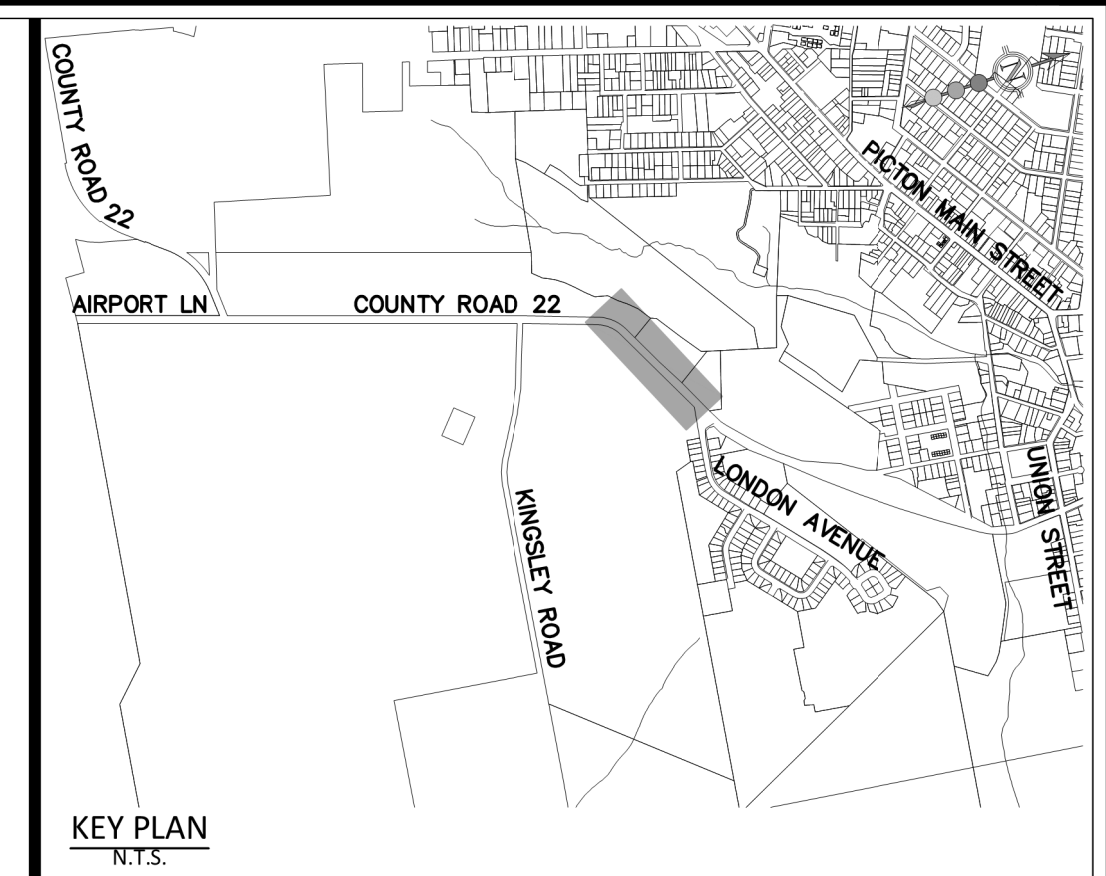 COUNTY ROAD 22
N
PICTON MAIN STREET
AIRPORT LN
COUNTY ROAD 22
LONDON AVENUE
UNION STREET
KINGSLEY ROAD
KEY PLAN
N.T.S.